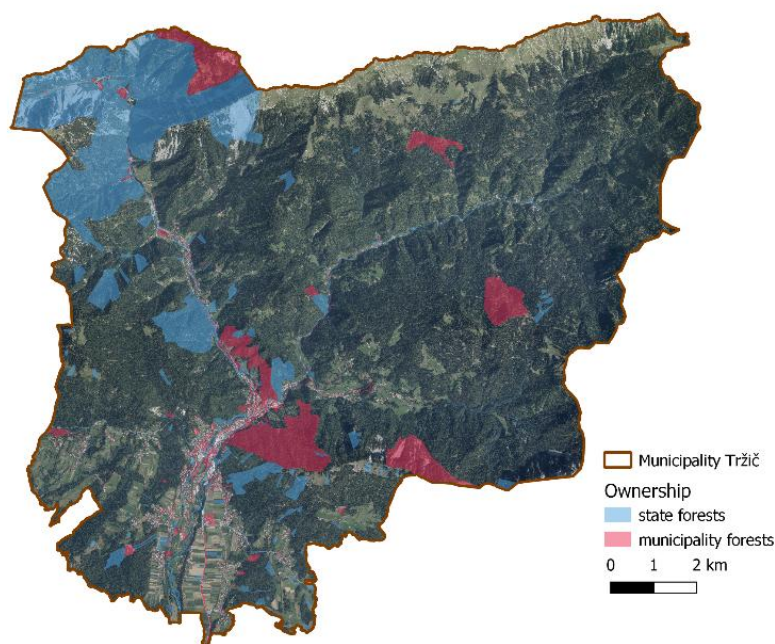 Municipality Tržič
Ownership
state forests
municipality forests
0 1 2 km